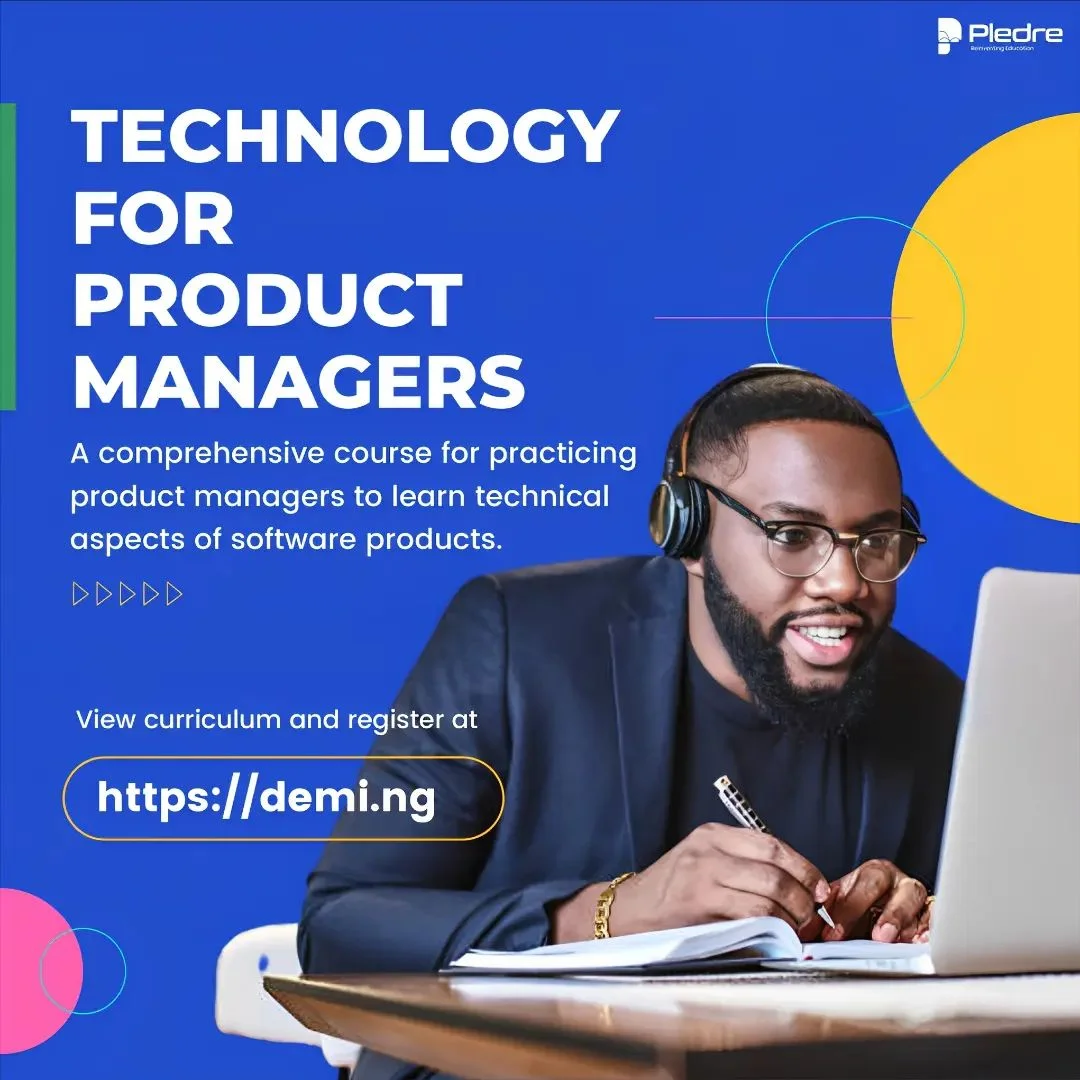 Pledre
Reinventing Education
TECHNOLOGY
FOR
PRODUCT
MANAGERS
A comprehensive course for practicing
product managers to learn technical
aspects of software products.
View curriculum and register at
https://demi.ng